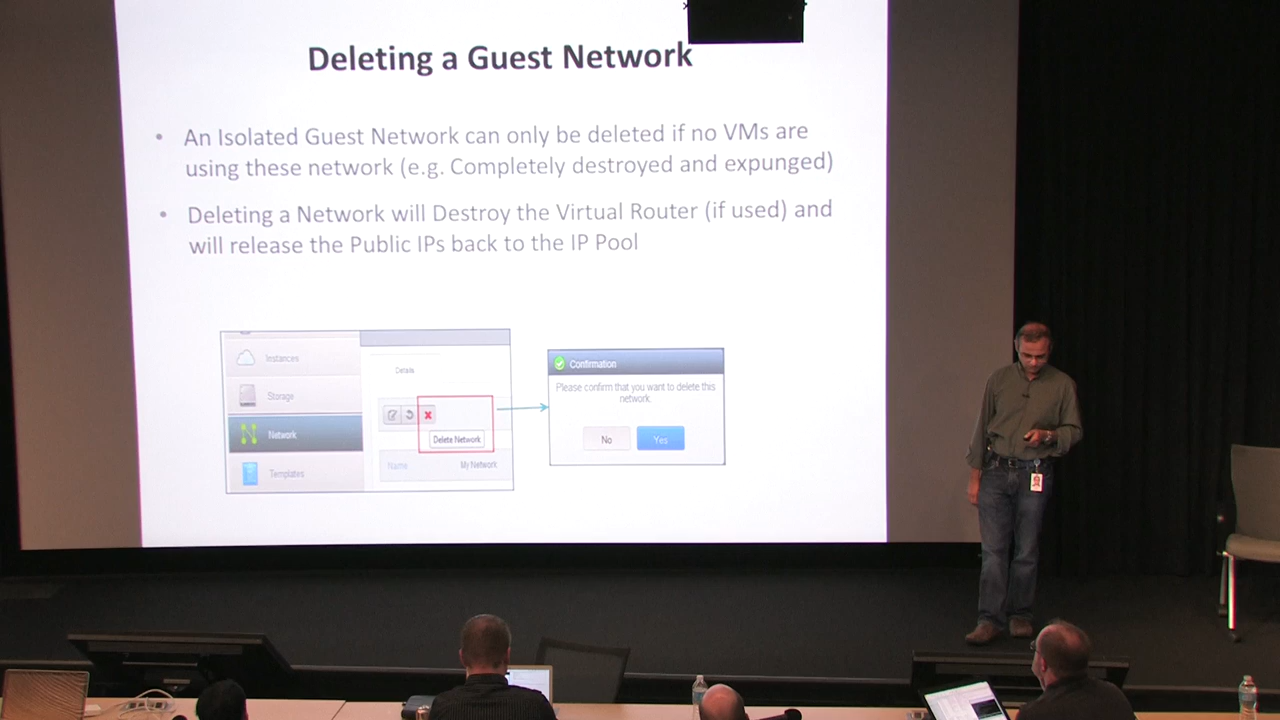 Deleting a Guest Network
• An Isolated Guest Network can only be deleted if no VMs are
using these network (e.g. Completely destroyed and expunged)
• Deleting a Network will Destroy the Virtual Router (if used) and
will release the Public IPs back to the IP Pool
Instances
Storage
Network
Templates
Details
Delete Network
Name
My Network
Confirmation
Please confirm that you want to delete this
network.
No
Yes